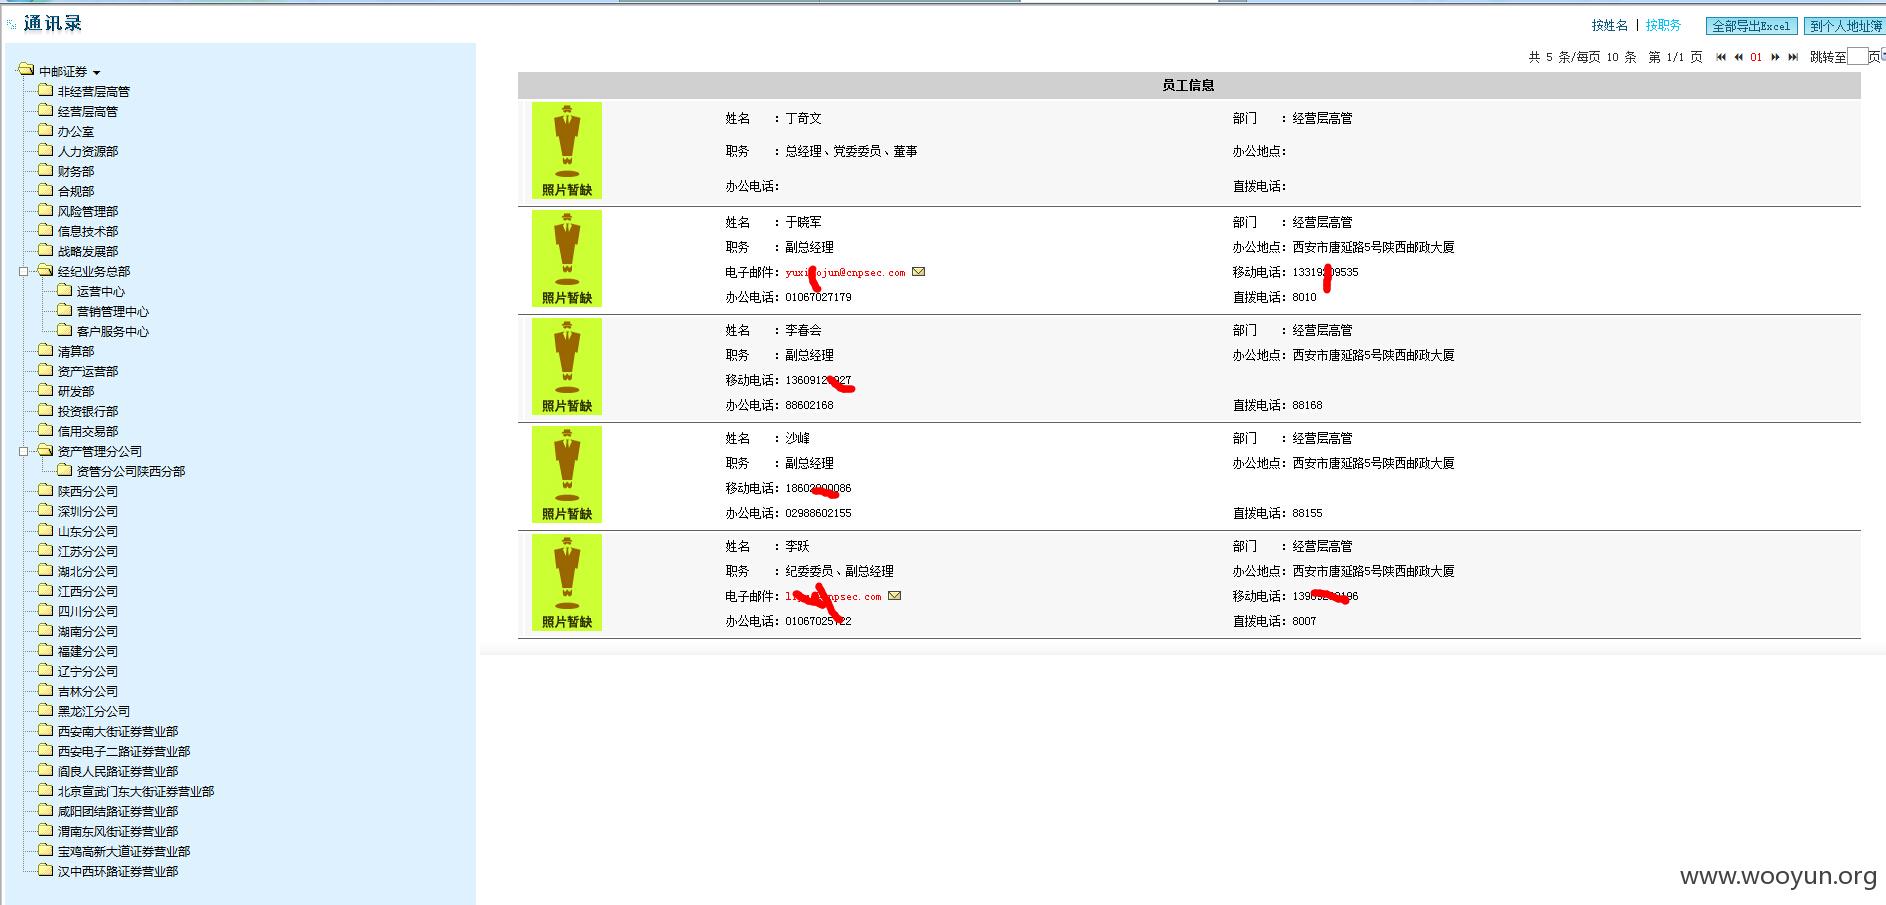 通讯录
按姓名 | 按职务 全部导出Excel 到个人地址簿
共 5 条/每页 10 条 第 1/1 页 01 跳转至 页
中邮证券
非经营层高管
经营层高管
办公室
人力资源部
财务部
合规部
风险管理部
信息技术部
战略发展部
经纪业务总部
运营中心
营销管理中心
客户服务中心
清算部
资产运营部
研发部
投资银行部
信用交易部
资产管理分公司
资管分公司陕西分部
陕西分公司
深圳分公司
山东分公司
江苏分公司
湖北分公司
江西分公司
四川分公司
湖南分公司
福建分公司
辽宁分公司
吉林分公司
黑龙江分公司
西安南大街证券营业部
西安电子二路证券营业部
阎良人民路证券营业部
北京宣武门东大街证券营业部
咸阳团结路证券营业部
渭南东风街证券营业部
宝鸡高新大道证券营业部
汉中西环路证券营业部
员工信息
照片暂缺
姓名 ：丁奇文 部门 ：经营层高管
职务 ：总经理、党委委员、董事 办公地点：
办公电话： 直拨电话：
照片暂缺
姓名 ：于晓军 部门 ：经营层高管
职务 ：副总经理 办公地点：西安市唐延路5号陕西邮政大厦
电子邮件： 移动电话：
办公电话：01067027179 直拨电话：8010
照片暂缺
姓名 ：李春会 部门 ：经营层高管
职务 ：副总经理 办公地点：西安市唐延路5号陕西邮政大厦
移动电话：
办公电话：88602168 直拨电话：88168
照片暂缺
姓名 ：沙峰 部门 ：经营层高管
职务 ：副总经理 办公地点：西安市唐延路5号陕西邮政大厦
移动电话：
办公电话：02988602155 直拨电话：88155
照片暂缺
姓名 ：李跃 部门 ：经营层高管
职务 ：纪委委员、副总经理 办公地点：西安市唐延路5号陕西邮政大厦
电子邮件： 移动电话：
办公电话： 直拨电话：8007
www.wooyun.org